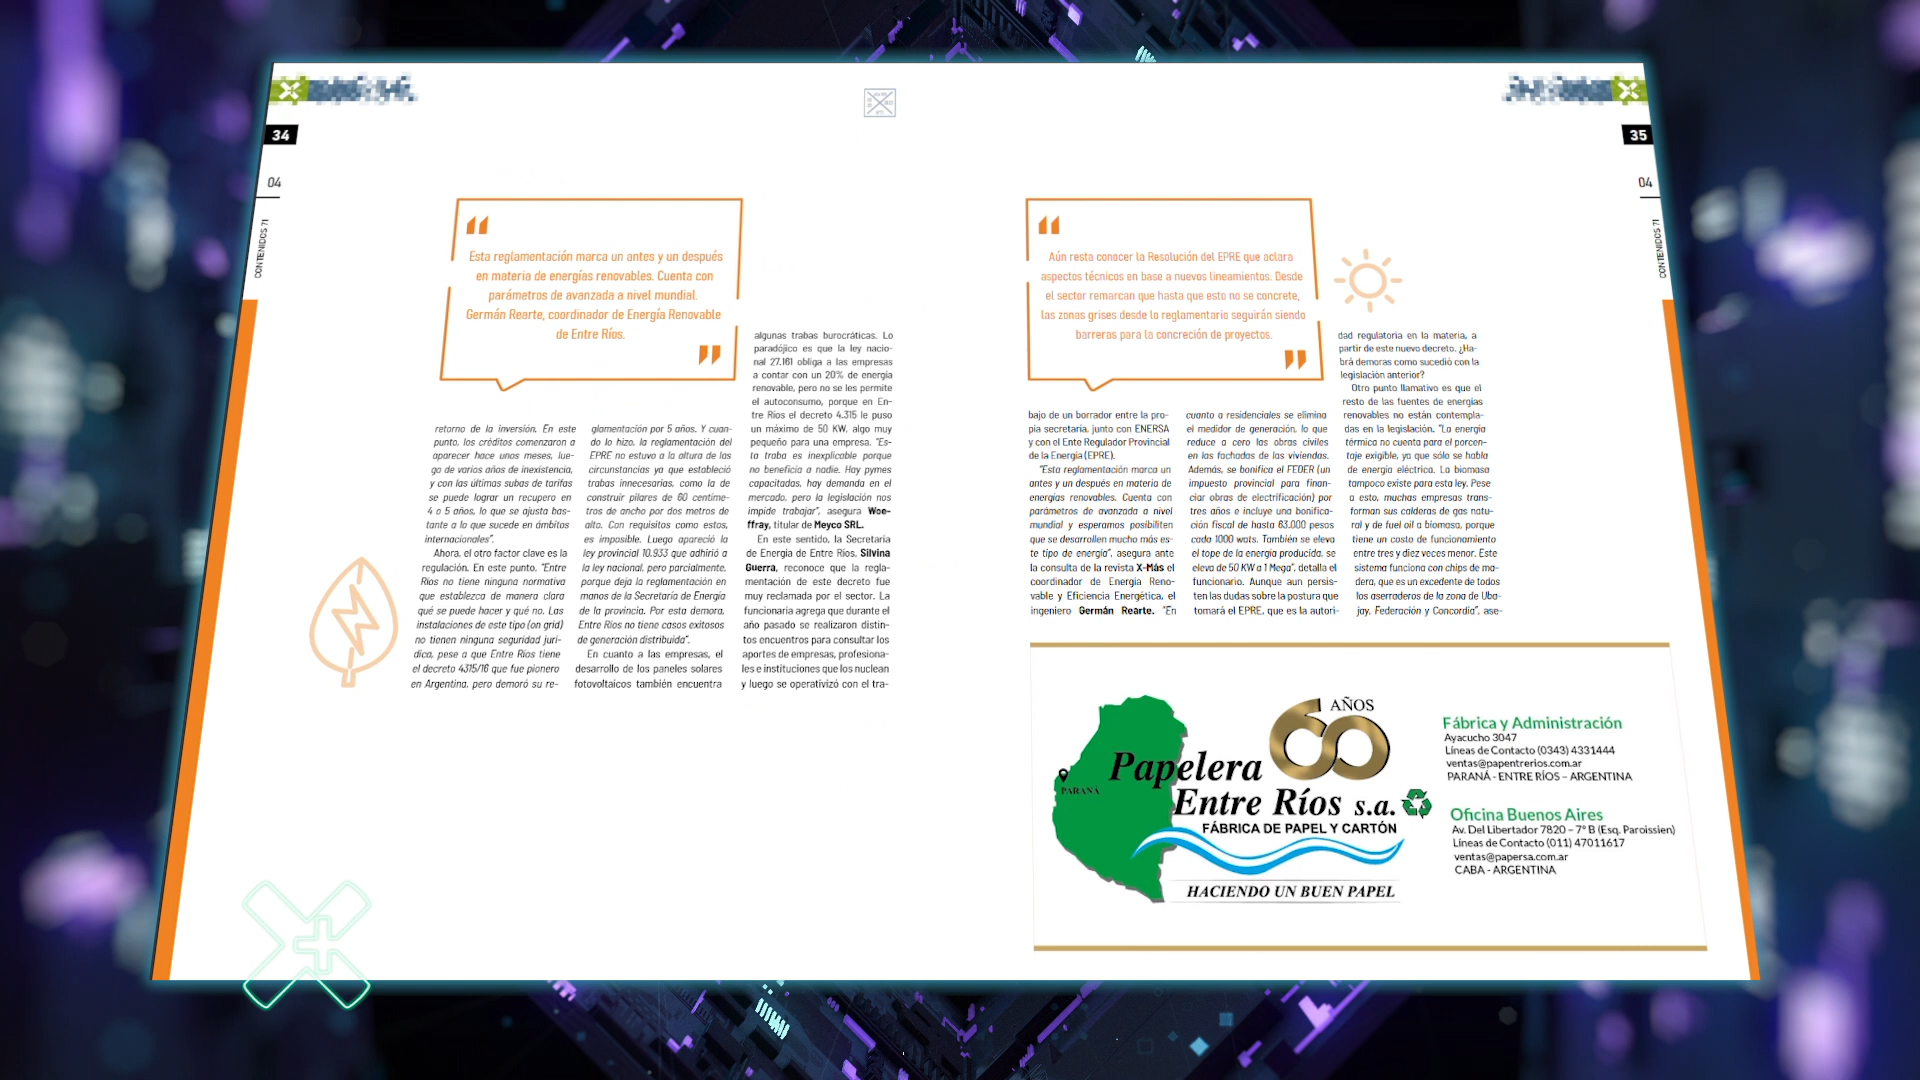 34
04
CONTENIDOS 71
Esta reglamentación marca un antes y un después
en materia de energías renovables. Cuenta con
parámetros de avanzada a nivel mundial.
Germán Rearte, coordinador de Energía Renovable
de Entre Ríos.
retorno de la inversión. En este
punto, los créditos comenzaron a
aparecer hace unos meses, lue-
go de varios años de inexistencia,
y con las últimas subas de tarifas
se puede lograr un recupero en
4 o 5 años, lo que se ajusta bas-
tante a lo que sucede en ámbitos
internacionales”.
Ahora, el otro factor clave es la
regulación. En este punto, “Entre
Ríos no tiene ninguna normativa
que establezca de manera clara
qué se puede hacer y qué no. Las
instalaciones de este tipo (on grid)
no tienen ninguna seguridad jurí-
dica, pese a que Entre Ríos tiene
el decreto 4315/16 que fue pionero
en Argentina, pero demoró su re-
glamentación por 5 años. Y cuan-
do lo hizo, la reglamentación del
EPRE no estuvo a la altura de las
circunstancias ya que estableció
trabas innecesarias, como la de
construir pilares de 60 centíme-
tros de ancho por dos metros de
alto. Con requisitos como estos,
es imposible. Luego apareció la
ley provincial 10.933 que adhirió a
la ley nacional, pero parcialmente,
porque deja la reglamentación en
manos de la Secretaría de Energía
de la provincia. Por esta demora,
Entre Ríos no tiene casos exitosos
de generación distribuida”.
En cuanto a las empresas, el
desarrollo de los paneles solares
fotovoltaicos también encuentra
algunas trabas burocráticas. Lo
paradójico es que la ley nacio-
nal 27.161 obliga a las empresas
a contar con un 20% de energía
renovable, pero no se les permite
el autoconsumo, porque en En-
tre Ríos el decreto 4.315 le puso
un máximo de 50 KW, algo muy
pequeño para una empresa. “Es-
ta traba es inexplicable porque
no beneficia a nadie. Hay pymes
capacitadas, hay demanda en el
mercado, pero la legislación nos
impide trabajar”, asegura Woe-
ffray, titular de Meyco SRL.
En este sentido, la Secretaria
de Energía de Entre Ríos, Silvina
Guerra, reconoce que la regla-
mentación de este decreto fue
muy reclamada por el sector. La
funcionaria agrega que durante el
año pasado se realizaron distin-
tos encuentros para consultar los
aportes de empresas, profesiona-
les e instituciones que los nuclean
y luego se operativizó con el tra-
35
04
CONTENIDOS 71
Aún resta conocer la Resolución del EPRE que aclara
aspectos técnicos en base a nuevos lineamientos. Desde
el sector remarcan que hasta que esto no se concrete,
las zonas grises desde lo reglamentario seguirán siendo
barreras para la concreción de proyectos.
bajo de un borrador entre la pro-
pia secretaría, junto con ENERSA
y con el Ente Regulador Provincial
de la Energía (EPRE).
“Esta reglamentación marca un
antes y un después en materia de
energías renovables. Cuenta con
parámetros de avanzada a nivel
mundial y esperamos posibiliten
que se desarrollen mucho más es-
te tipo de energía”, asegura ante
la consulta de la revista X-Más el
coordinador de Energía Reno-
vable y Eficiencia Energética, el
ingeniero Germán Rearte. “En
cuanto a residenciales se elimina
el medidor de generación, lo que
reduce a cero las obras civiles
en las fachadas de las viviendas.
Además, se bonifica el FEDER (un
impuesto provincial para finan-
ciar obras de electrificación) por
tres años e incluye una bonifica-
ción fiscal de hasta 63.000 pesos
cada 1000 wats. También se eleva
el tope de la energía producida, se
eleva de 50 KW a 1 Mega”, detalla el
funcionario. Aunque aun persis-
ten las dudas sobre la postura que
tomará el EPRE, que es la autori-
dad regulatoria en la materia, a
partir de este nuevo decreto. ¿Ha-
brá demoras como sucedió con la
legislación anterior?
Otro punto llamativo es que el
resto de las fuentes de energías
renovables no están contempla-
das en la legislación. “La energía
térmica no cuenta para el porcen-
taje exigible, ya que sólo se habla
de energía eléctrica. La biomasa
tampoco existe para esta ley. Pese
a esto, muchas empresas trans-
forman sus calderas de gas natu-
ral y de fuel oil a biomasa, porque
tiene un costo de funcionamiento
entre tres y diez veces menor. Este
sistema funciona con chips de ma-
dera, que es un excedente de todos
los aserraderos de la zona de Uba-
jay, Federación y Concordia”, ase-
60 AÑOS
Papelera
Entre Ríos s.a.
PARANÁ
FÁBRICA DE PAPEL Y CARTÓN
HACIENDO UN BUEN PAPEL
Fábrica y Administración
Ayacucho 3047
Líneas de Contacto (0343) 4331444
ventas@papentrerios.com.ar
PARANÁ - ENTRE RÍOS – ARGENTINA
Oficina Buenos Aires
Av. Del Libertador 7820 – 7° B (Esq. Paroissien)
Líneas de Contacto (011) 47011617
ventas@papersa.com.ar
CABA - ARGENTINA